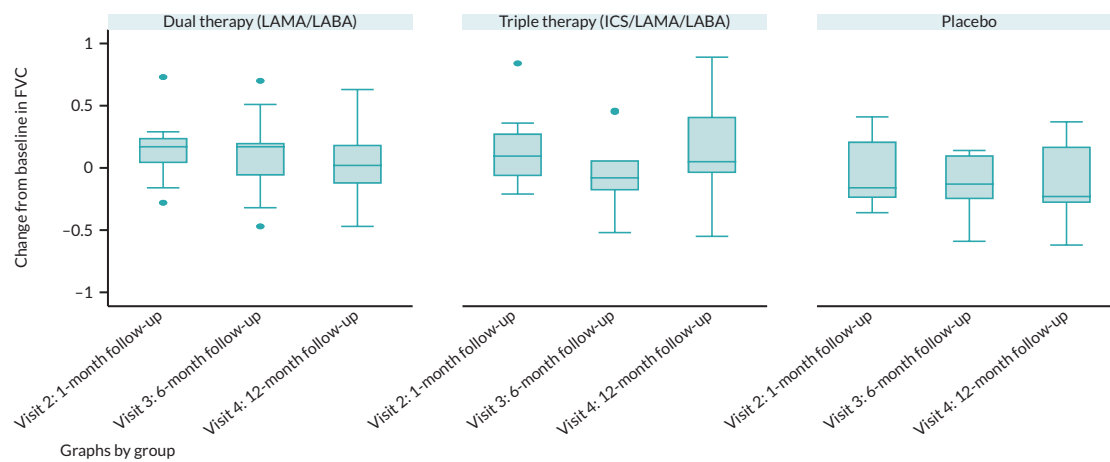 Dual therapy (LAMA/LABA)
Triple therapy (ICS/LAMA/LABA)
Placebo
Change from baseline in FVC
1
0.5
0
−0.5
−1
Visit 2: 1-month follow-up
Visit 3: 6-month follow-up
Visit 4: 12-month follow-up
Visit 2: 1-month follow-up
Visit 3: 6-month follow-up
Visit 4: 12-month follow-up
Visit 2: 1-month follow-up
Visit 3: 6-month follow-up
Visit 4: 12-month follow-up
Graphs by group